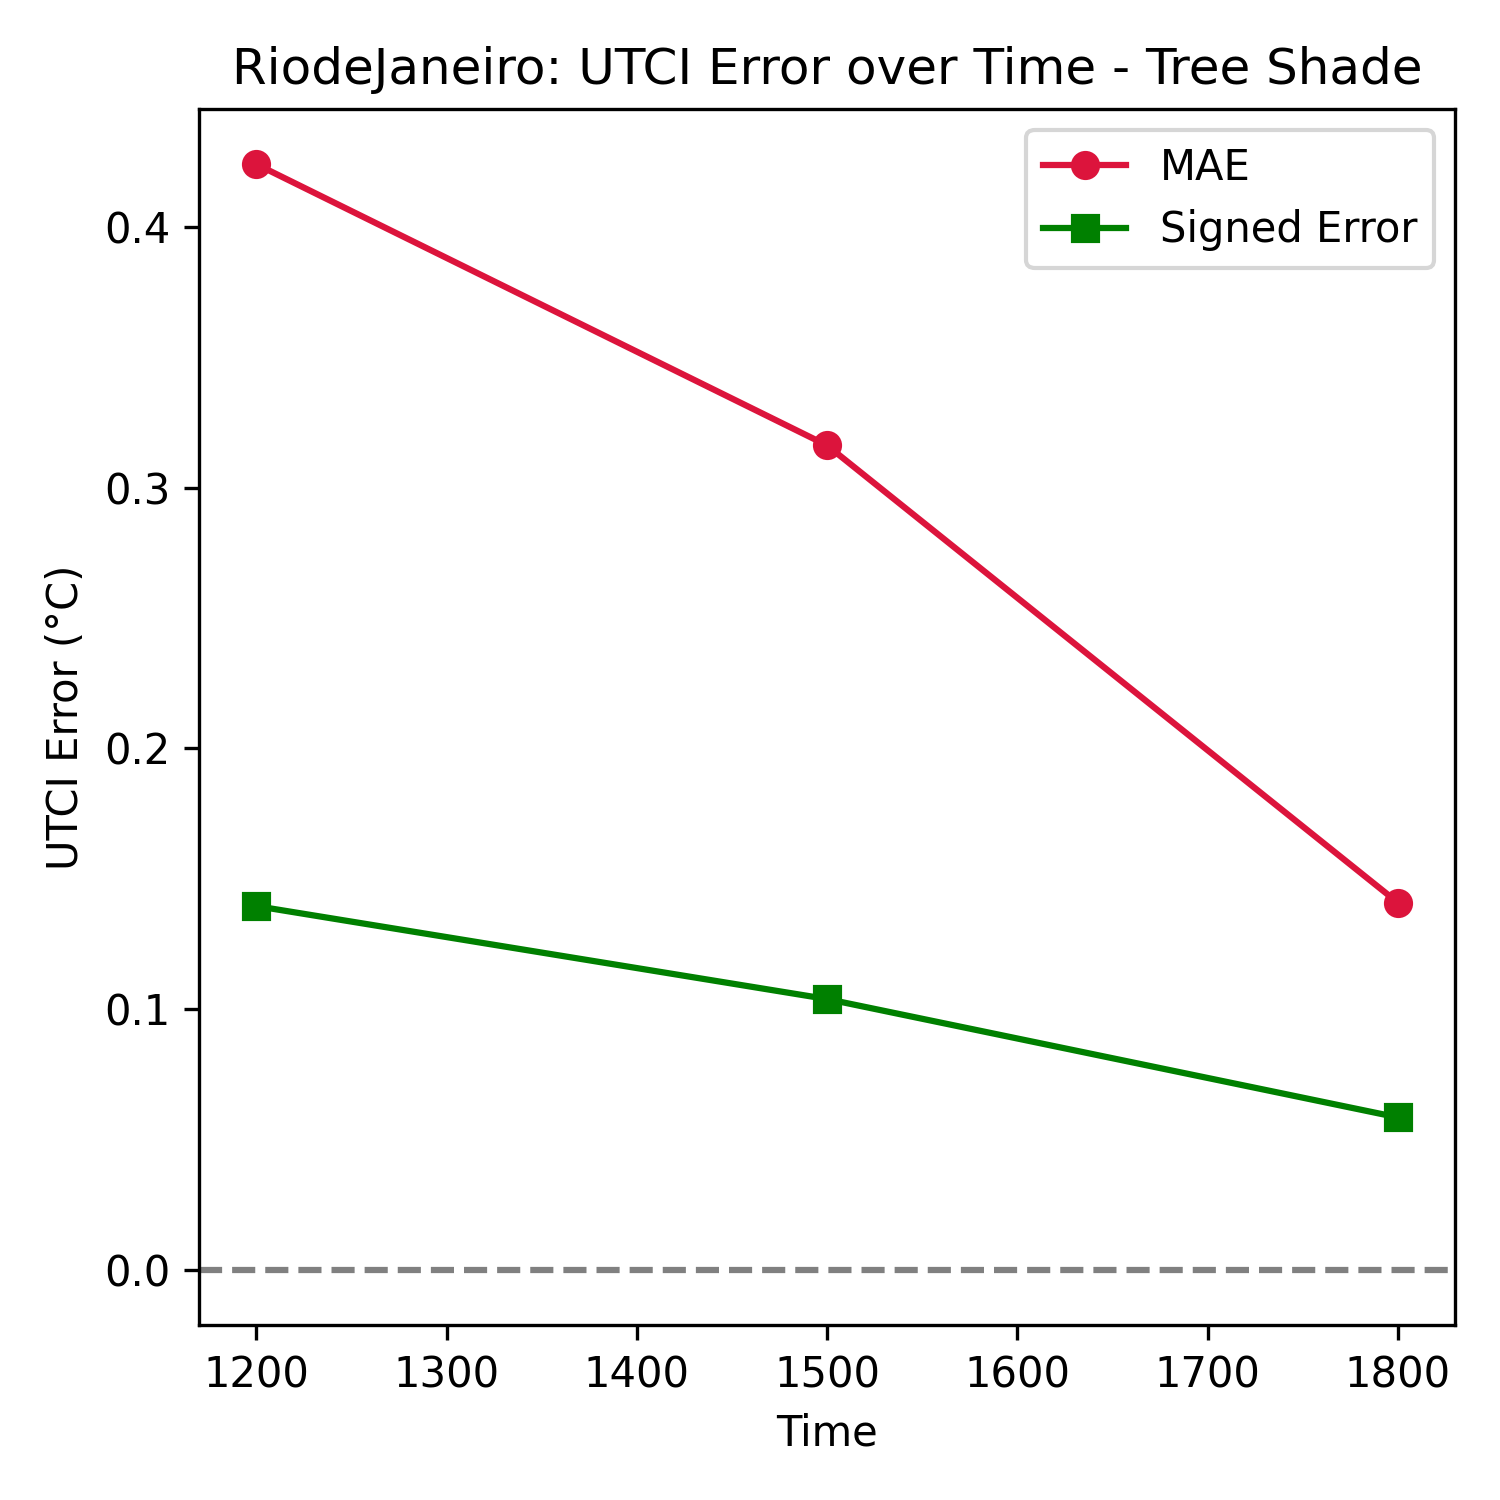 RiodeJaneiro: UTCI Error over Time - Tree Shade
MAE
Signed Error
UTCI Error (°C)
0.4
0.3
0.2
0.1
0.0
1200 1300 1400 1500 1600 1700 1800
Time